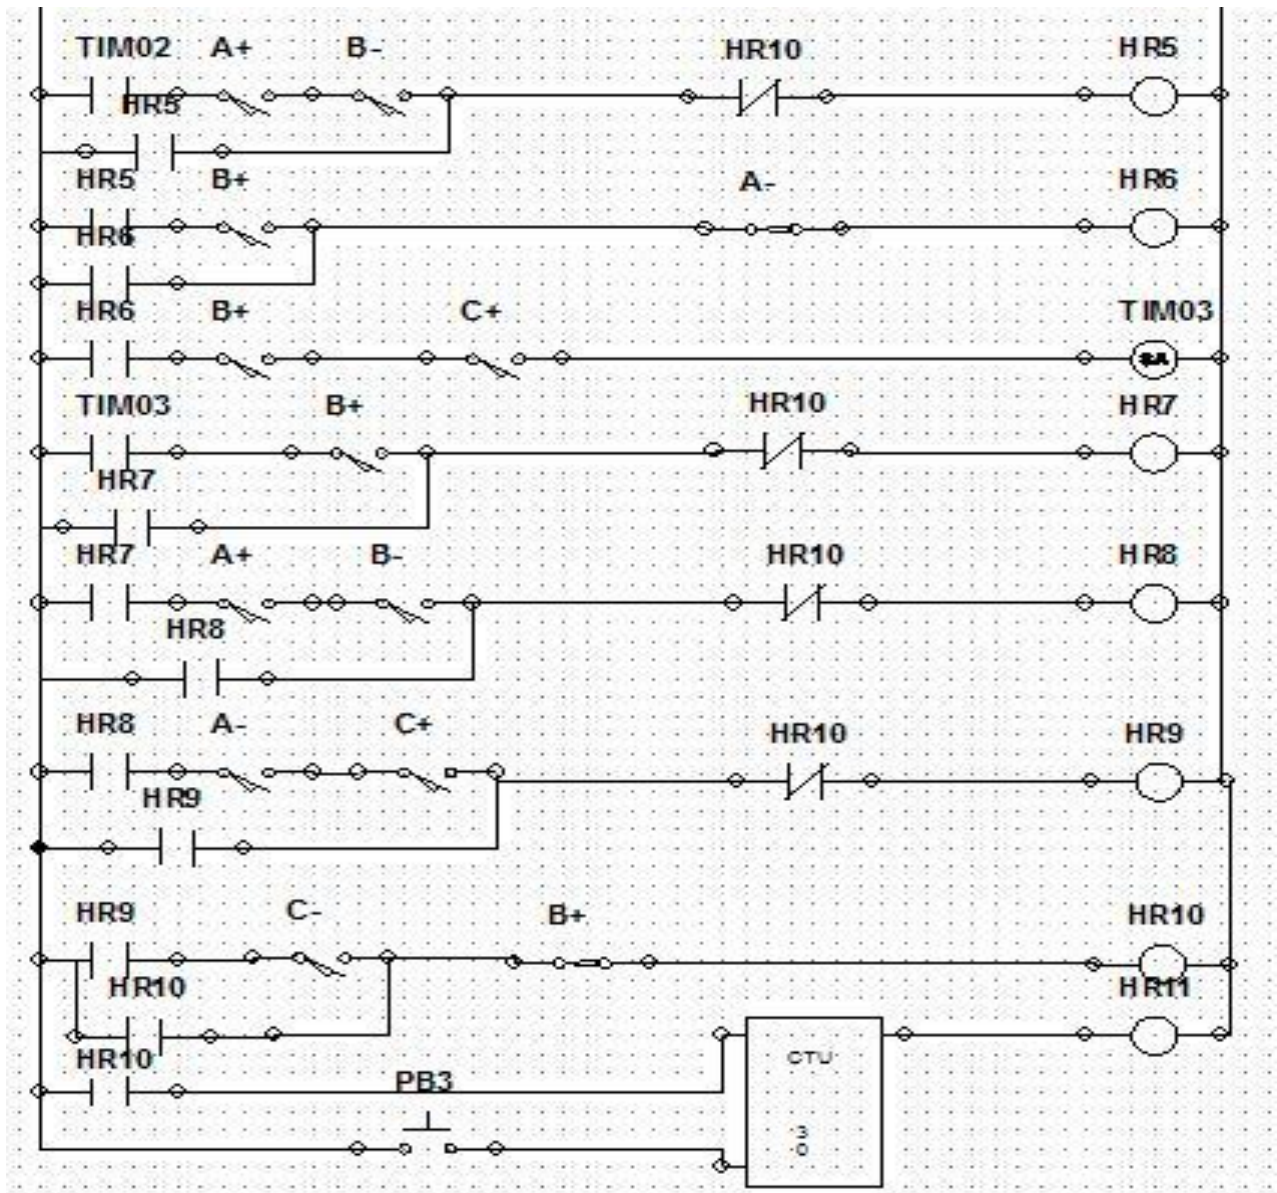 TIM02 A+ B- HR10 HR5
HR5
HR5 B+ A- HR6
HR6
HR6 B+ C+ TIM03
SA
TIM03 B+ HR10 HR7
HR7
HR7 A+ B- HR10 HR8
HR8
HR8 A- C+ HR10 HR9
HR9
HR9 C- B+ HR10
HR10 HR11
HR10 CTU
PB3
3
0